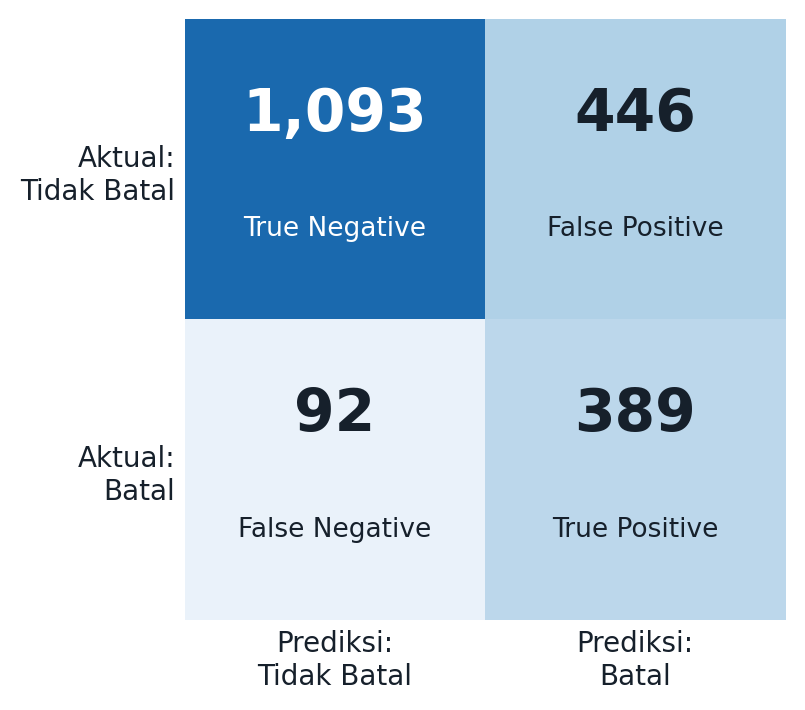 1,093
446
Aktual:
Tidak Batal
True Negative
False Positive
92
389
Aktual:
Batal
False Negative
True Positive
Prediksi:
Tidak Batal
Prediksi:
Batal